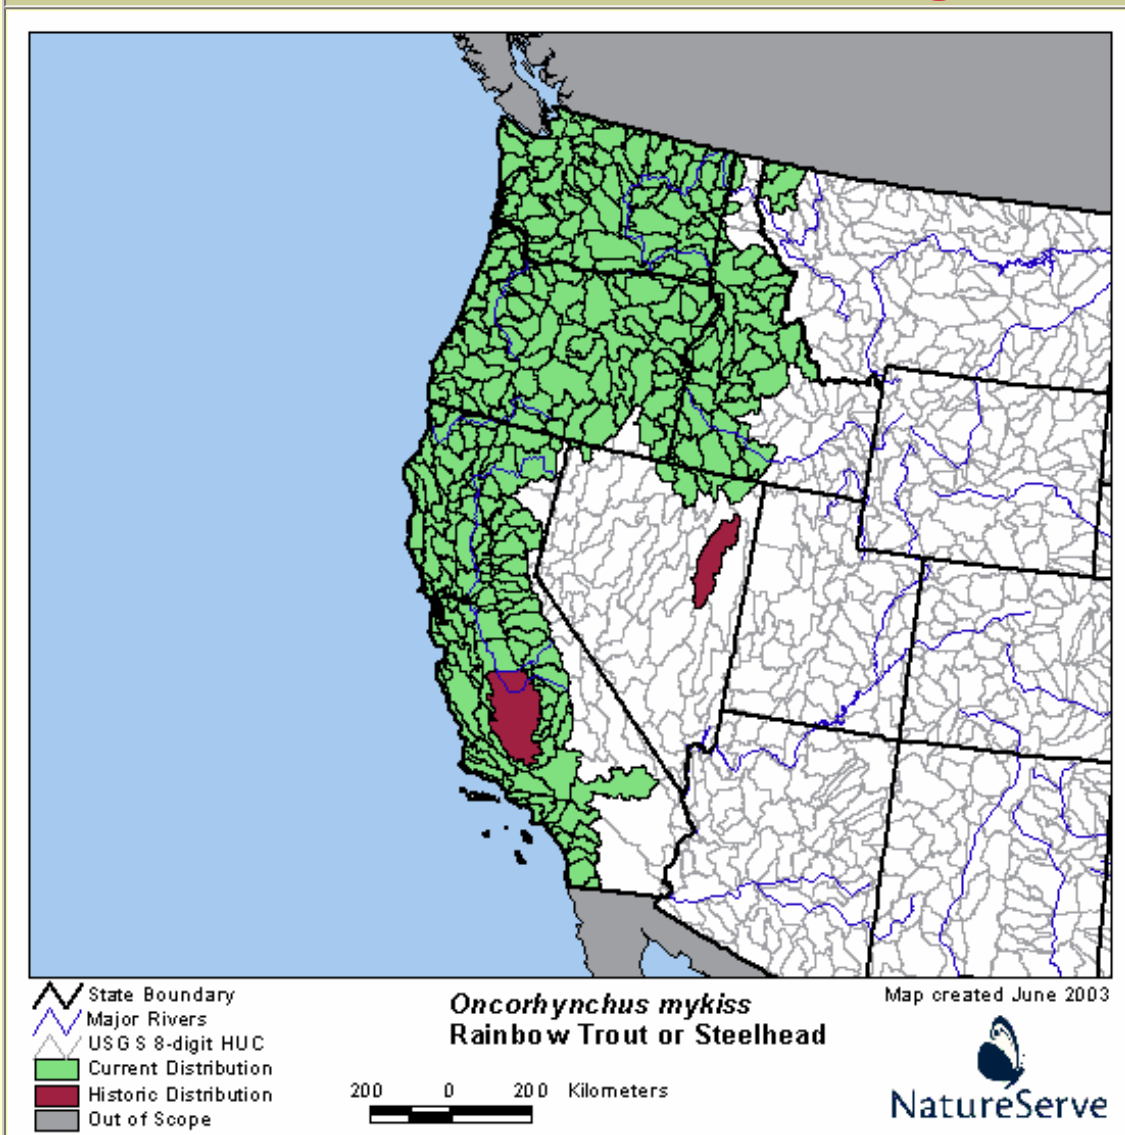 State Boundary
Major Rivers
USGS 8-digit HUC
Current Distribution
Historic Distribution
Out of Scope
Oncorhynchus mykiss
Rainbow Trout or Steelhead
200 0 200 Kilometers
Map created June 2003
NatureServe